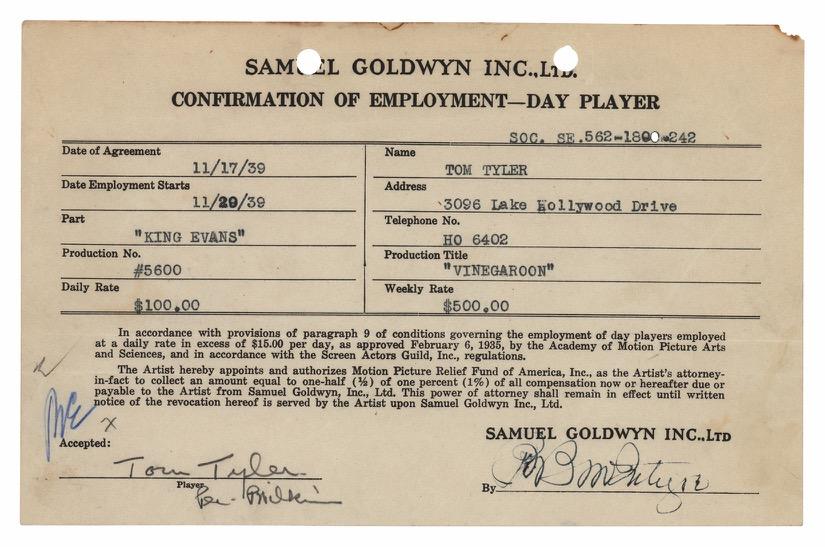 SAMUEL GOLDWYN INC., LTD.
CONFIRMATION OF EMPLOYMENT—DAY PLAYER
SOC. SE. 562-18 242
Date of Agreement
11/17/39
Name
TOM TYLER
Date Employment Starts
11/20/39
Address
3096 Lake Hollywood Drive
Part
"KING EVANS"
Telephone No.
HO 6402
Production No.
#5600
Production Title
"VINEGAROON"
Daily Rate
$100.00
Weekly Rate
$500.00
In accordance with provisions of paragraph 9 of conditions governing the employment of day players employed
at a daily rate in excess of $15.00 per day, as approved February 6, 1935, by the Academy of Motion Picture Arts
and Sciences, and in accordance with the Screen Actors Guild, Inc., regulations.
The Artist hereby appoints and authorizes Motion Picture Relief Fund of America, Inc., as the Artist's attorney-
in-fact to collect an amount equal to one-half (½) of one percent (1%) of all compensation now or hereafter due or
payable to the Artist from Samuel Goldwyn, Inc., Ltd. This power of attorney shall remain in effect until written
notice of the revocation hereof is served by the Artist upon Samuel Goldwyn Inc., Ltd.
x
Accepted:
Tom Tyler
Player
SAMUEL GOLDWYN INC., LTD
By R B McIntyre